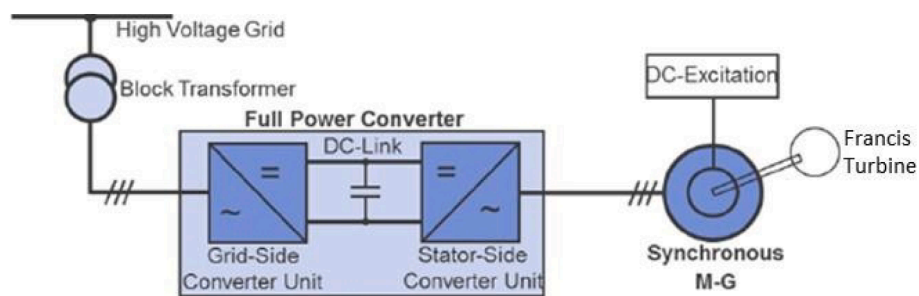 High Voltage Grid
Block Transformer
Full Power Converter
DC-Link
=
~
=
~
Grid-Side
Converter Unit
Stator-Side
Converter Unit
DC-Excitation
Francis
Turbine
Synchronous
M-G